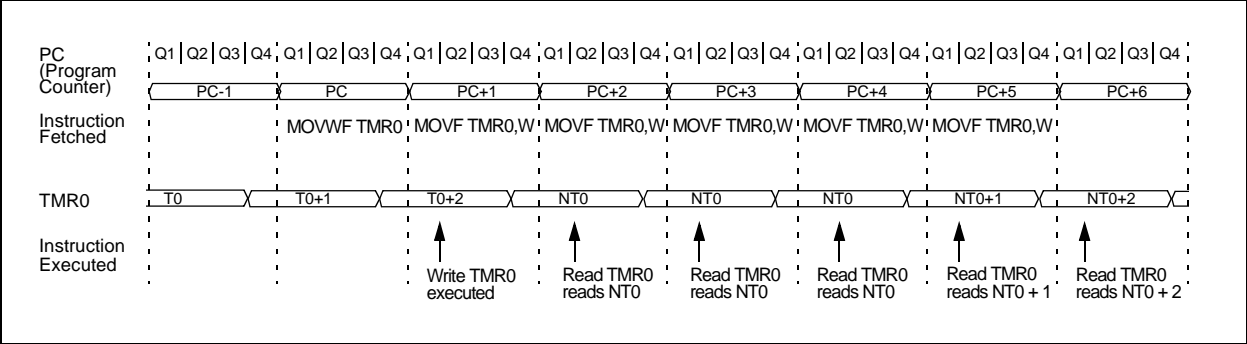 PC (Program Counter)
Q1 Q2 Q3 Q4 Q1 Q2 Q3 Q4 Q1 Q2 Q3 Q4 Q1 Q2 Q3 Q4 Q1 Q2 Q3 Q4 Q1 Q2 Q3 Q4 Q1 Q2 Q3 Q4 Q1 Q2 Q3 Q4
PC-1 PC PC+1 PC+2 PC+3 PC+4 PC+5 PC+6
Instruction Fetched
MOVWF TMR0 MOVF TMR0,W MOVF TMR0,W MOVF TMR0,W MOVF TMR0,W MOVF TMR0,W
TMR0 T0 T0+1 T0+2 NT0 NT0 NT0 NT0+1 NT0+2
Instruction Executed
Write TMR0 Read TMR0 Read TMR0 Read TMR0 Read TMR0 Read TMR0
executed reads NT0 reads NT0 reads NT0 reads NT0 + 1 reads NT0 + 2